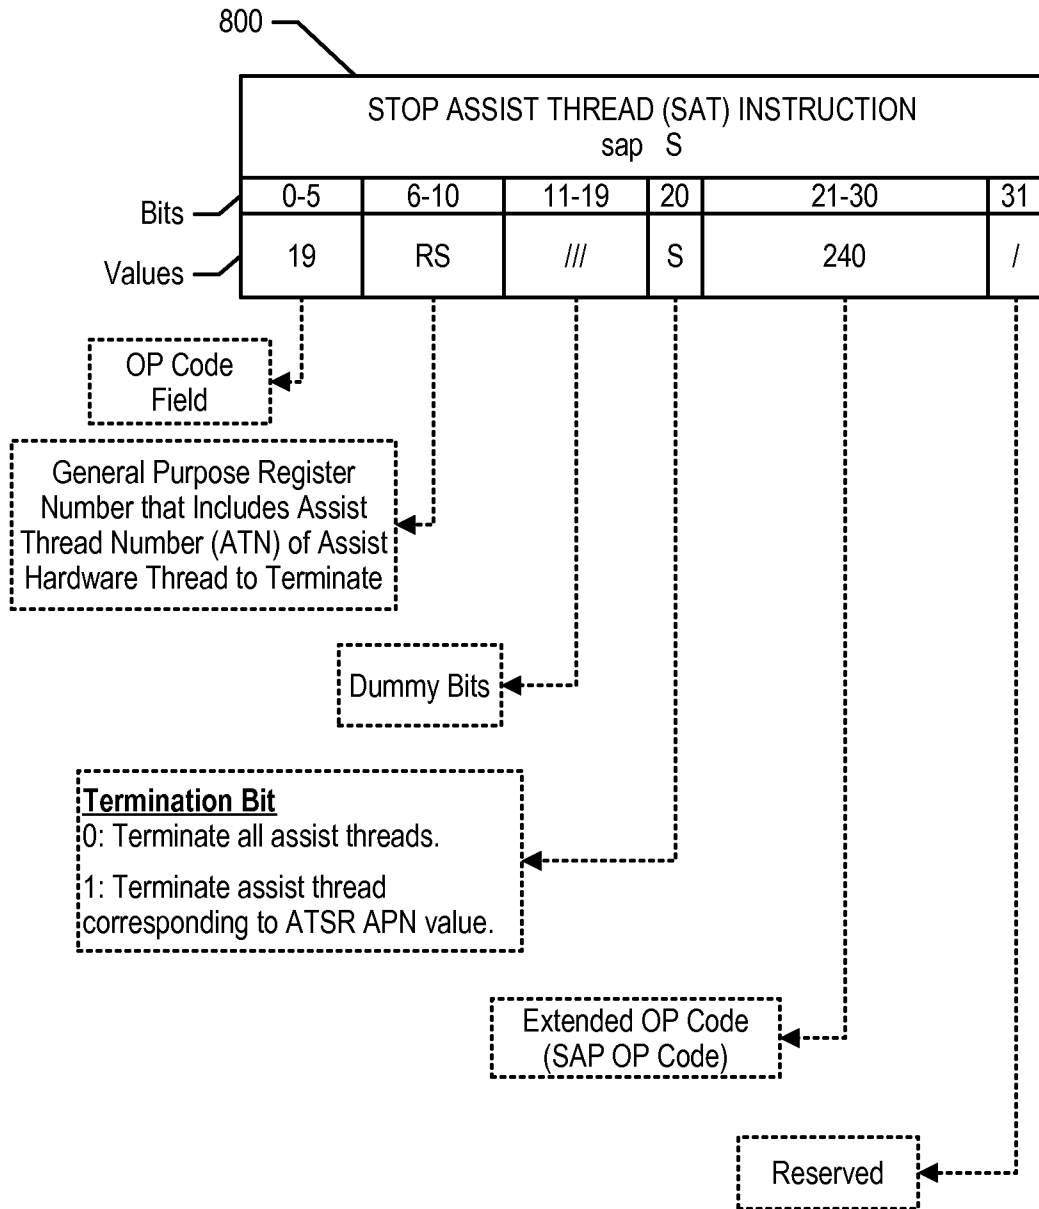 800
STOP ASSIST THREAD (SAT) INSTRUCTION
sap S
Bits 0-5 6-10 11-19 20 21-30 31
Values 19 RS /// S 240 /
OP Code
Field
General Purpose Register
Number that Includes Assist
Thread Number (ATN) of Assist
Hardware Thread to Terminate
Dummy Bits
Termination Bit
0: Terminate all assist threads.
1: Terminate assist thread
corresponding to ATSR APN value.
Extended OP Code
(SAP OP Code)
Reserved